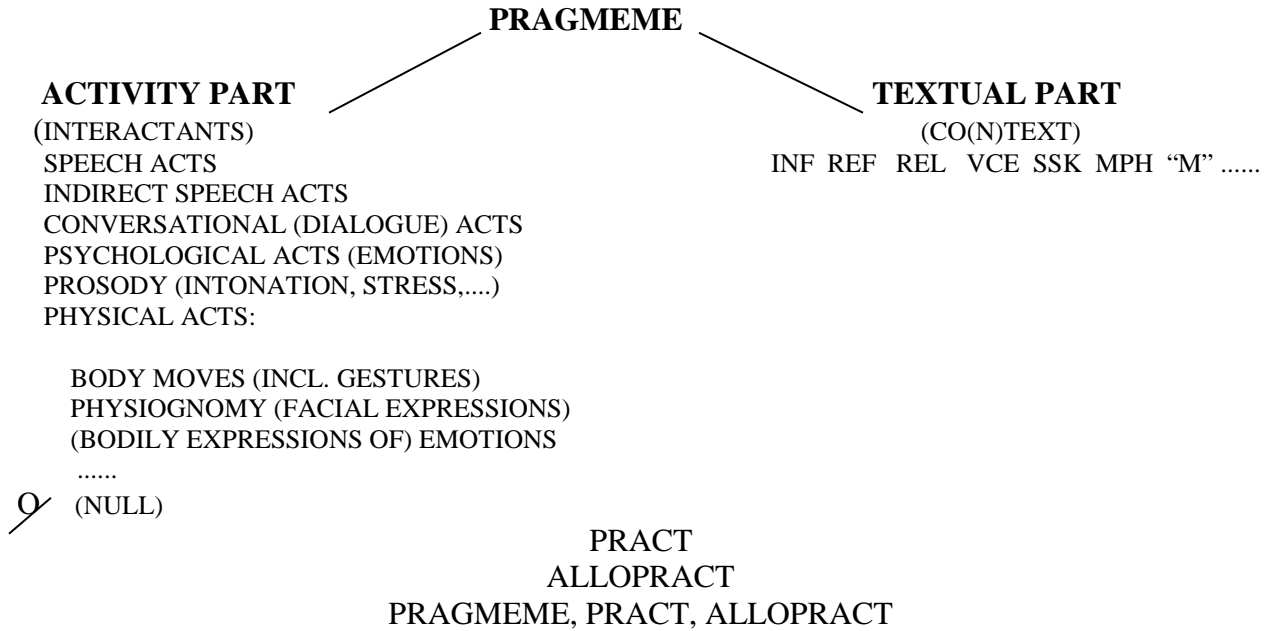 PRAGMEME
ACTIVITY PART
(INTERACTANTS)
SPEECH ACTS
INDIRECT SPEECH ACTS
CONVERSATIONAL (DIALOGUE) ACTS
PSYCHOLOGICAL ACTS (EMOTIONS)
PROSODY (INTONATION, STRESS,....)
PHYSICAL ACTS:
BODY MOVES (INCL. GESTURES)
PHYSIOGNOMY (FACIAL EXPRESSIONS)
(BODILY EXPRESSIONS OF) EMOTIONS
......
O (NULL)
TEXTUAL PART
(CO(N)TEXT)
INF REF REL VCE SSK MPH “M” ......
PRACT
ALLOPRACT
PRAGMEME, PRACT, ALLOPRACT